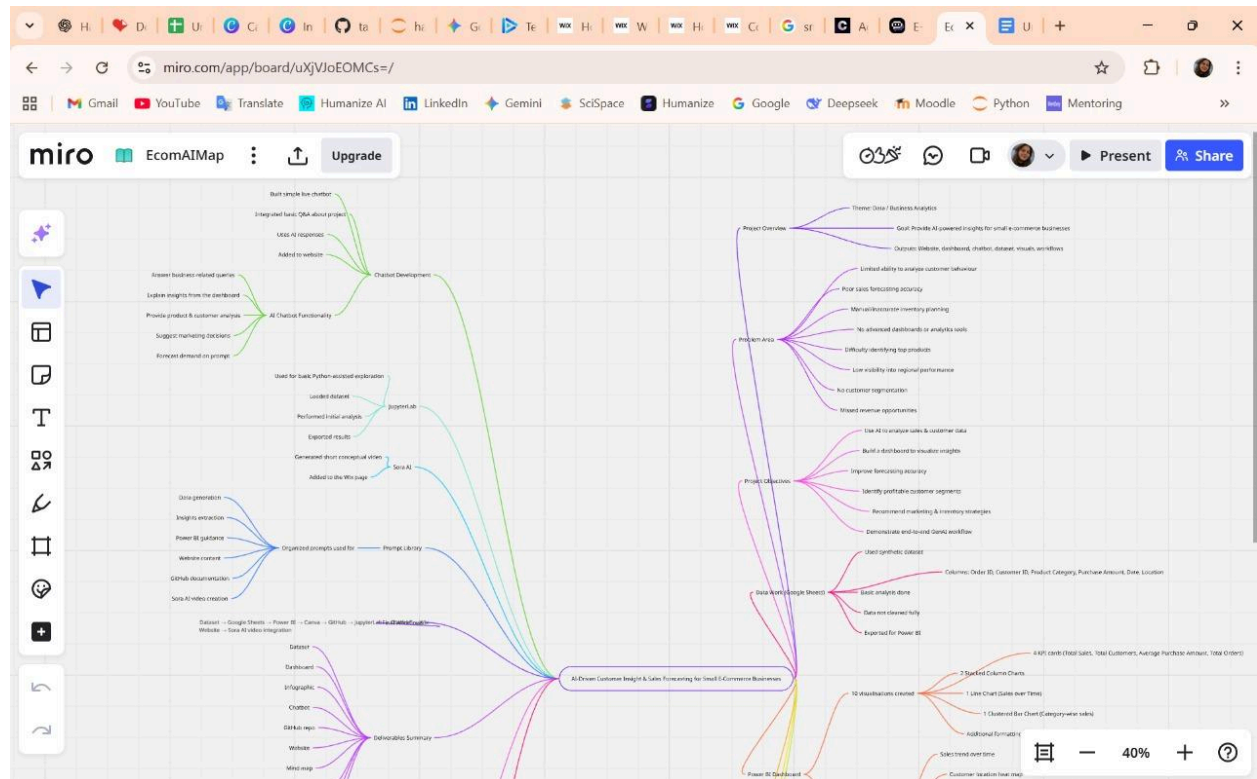 miro.com/app/board/uXjVJoEOMCs=/
Gmail YouTube Translate Humanize AI LinkedIn Gemini SciSpace Humanize Google Deepseek Moodle Python Mentoring
miro EcomAIMap Upgrade
Present Share
Built simple live chatbot
Integrated basic Q&A about project
Uses AI responses
Added to website
Chatbot Development
Answer business-related queries
Explain insights from the dashboard
Provide product & customer analysis
Suggest marketing decisions
Forecast demand on prompt
AI Chatbot Functionality
Used for basic Python-assisted exploration
Loaded dataset
Performed initial analysis
Exported results
JupyterLab
Generated short conceptual video
Added to the Wix page
Sora AI
Data generation
Insights extraction
Power BI guidance
Website content
GitHub documentation
Sora AI video creation
Organized prompts used for
Prompt Library
Dataset → Google Sheets → Power BI → Canva → GitHub → JupyterLab
Website → Sora AI video integration
Dataset
Dashboard
Infographic
Chatbot
GitHub repo
Website
Mind map
Deliverables Summary
AI-Driven Customer Insight & Sales Forecasting for Small E-Commerce Businesses
Project Overview
Theme: Data / Business Analytics
Goal: Provide AI-powered insights for small e-commerce businesses
Outputs: Website, dashboard, chatbot, dataset, visuals, workflows
Problem Area
Limited ability to analyze customer behaviour
Poor sales forecasting accuracy
Manual/inaccurate inventory planning
No advanced dashboards or analytics tools
Difficulty identifying top products
Low visibility into regional performance
No customer segmentation
Missed revenue opportunities
Project Objectives
Use AI to analyze sales & customer data
Build a dashboard to visualize insights
Improve forecasting accuracy
Identify profitable customer segments
Recommend marketing & inventory strategies
Demonstrate end-to-end GenAI workflow
Data Work (Google Sheets)
Used synthetic dataset
Columns: Order ID, Customer ID, Product Category, Purchase Amount, Date, Location
Basic analysis done
Data not cleaned fully
Exported for Power BI
10 visualisations created
4 KPI cards (Total Sales, Total Customers, Average Purchase Amount, Total Orders)
2 Stacked Column Charts
1 Line Chart (Sales over Time)
1 Clustered Bar Chart (Category-wise sales)
Additional formatting
Power BI Dashboard
Sales trend over time
Customer location heat map
40%